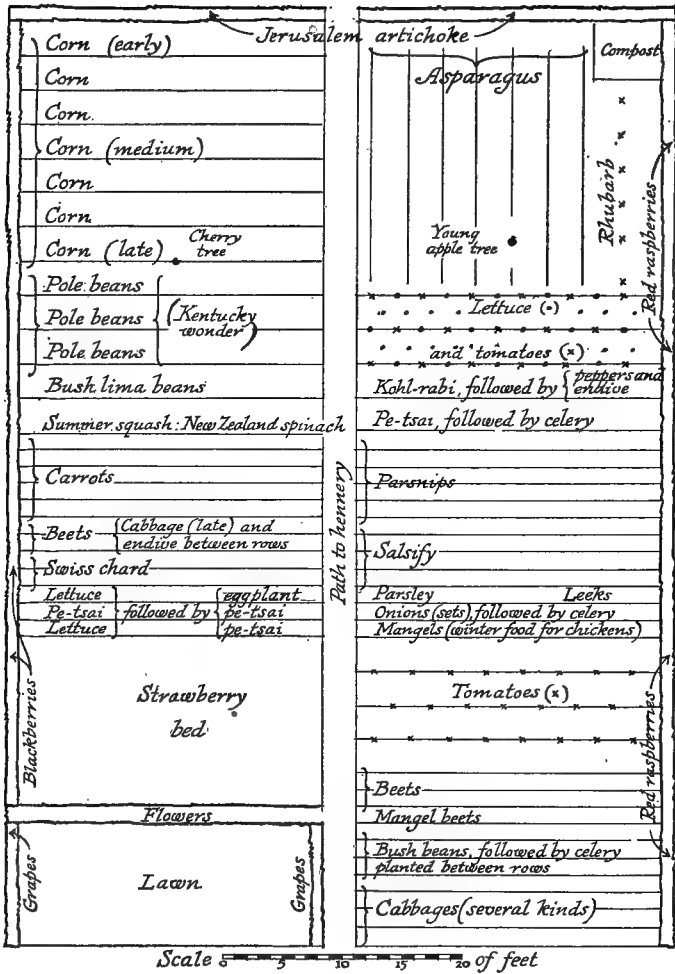 Jerusalem artichoke
Corn (early)
Corn
Corn.
Corn (medium)
Corn
Corn
Corn (late)
Cherry
tree
Pole beans
Pole beans
Pole beans
(Kentucky
wonder)
Bush lima beans
Summer squash: New Zealand spinach
Carrots
Beets
Cabbage (late) and
endive between rows
Swiss chard
Lettuce
Pe-tsai
Lettuce
followed by
eggplant
pe-tsai
pe-tsai
Strawberry
bed
Blackberries
Flowers
Grapes
Lawn
Grapes
Path to hennery
Asparagus
Compost
Rhubarb
Red raspberries
Young
apple tree
Lettuce (•)
and tomatoes (x)
Kohl-rabi, followed by { peppers and
endive
Pe-tsai, followed by celery
Parsnips
Salsify
Parsley Leeks
Onions (sets), followed by celery
Mangels (winter food for chickens)
Tomatoes (x)
Red raspberries
Beets
Mangel beets
Bush beans, followed by celery
planted between rows
Cabbages (several kinds)
Scale 0 5 10 15 20 of feet